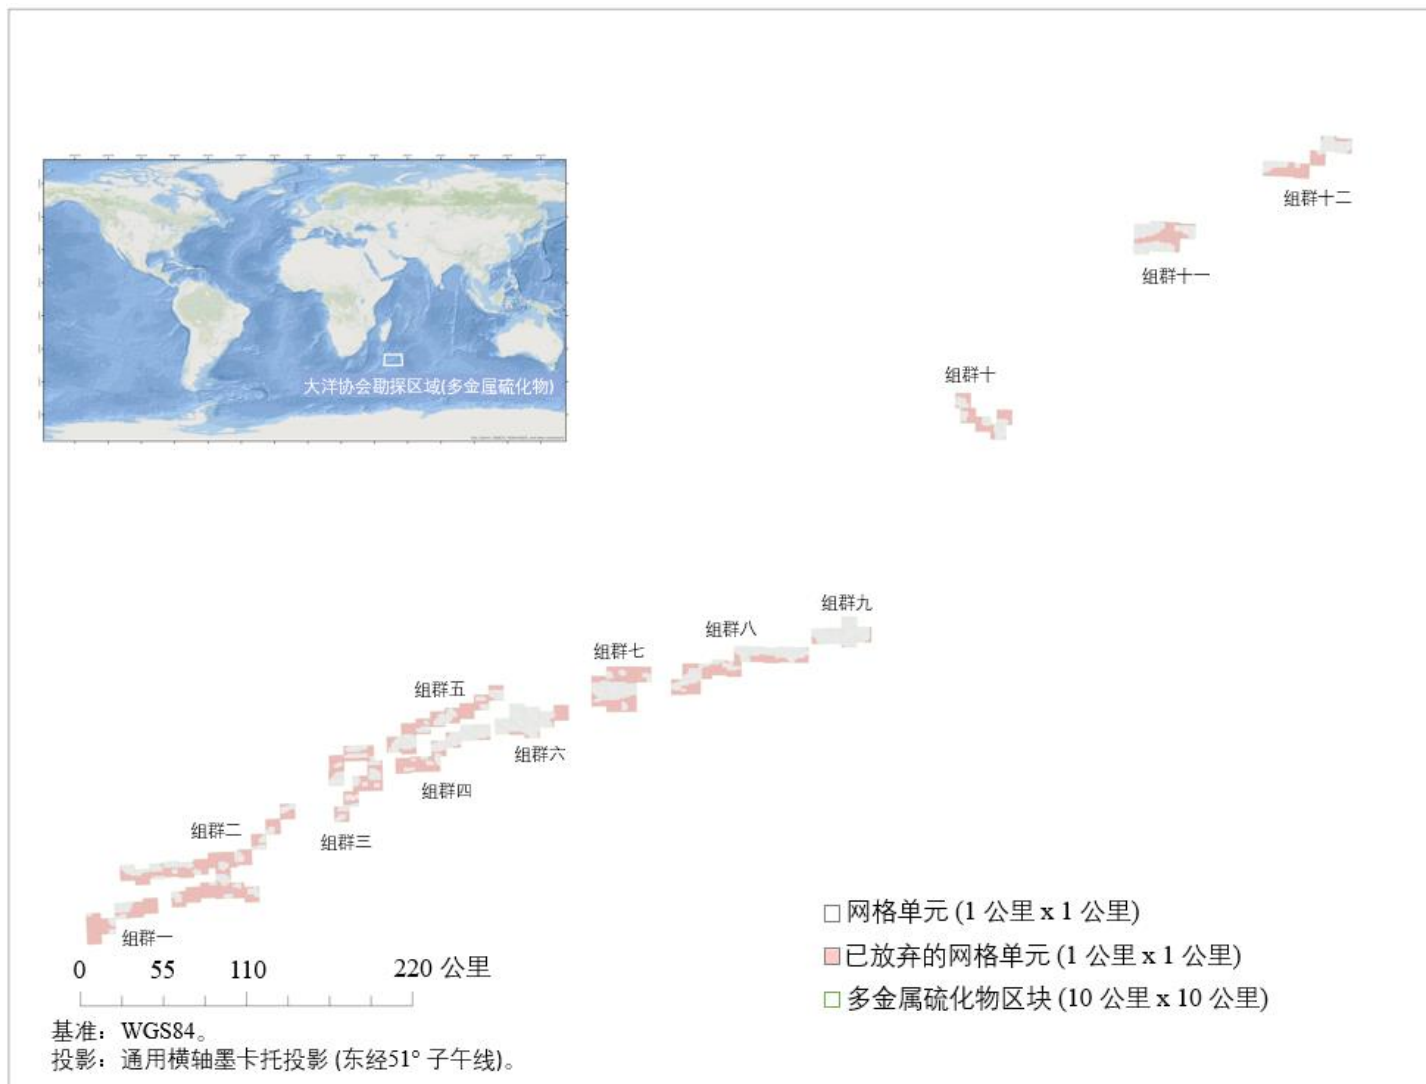 组群十二
组群十一
大洋协会勘探区域(多金属硫化物)
组群十
组群九
组群八
组群七
组群五
组群六
组群四
组群二
组群三
组群一
网格单元 (1 公里 x 1 公里)
已放弃的网格单元 (1 公里 x 1 公里)
多金属硫化物区块 (10 公里 x 10 公里)
0 55 110 220 公里
基准：WGS84。
投影：通用横轴墨卡托投影 (东经51° 子午线)。